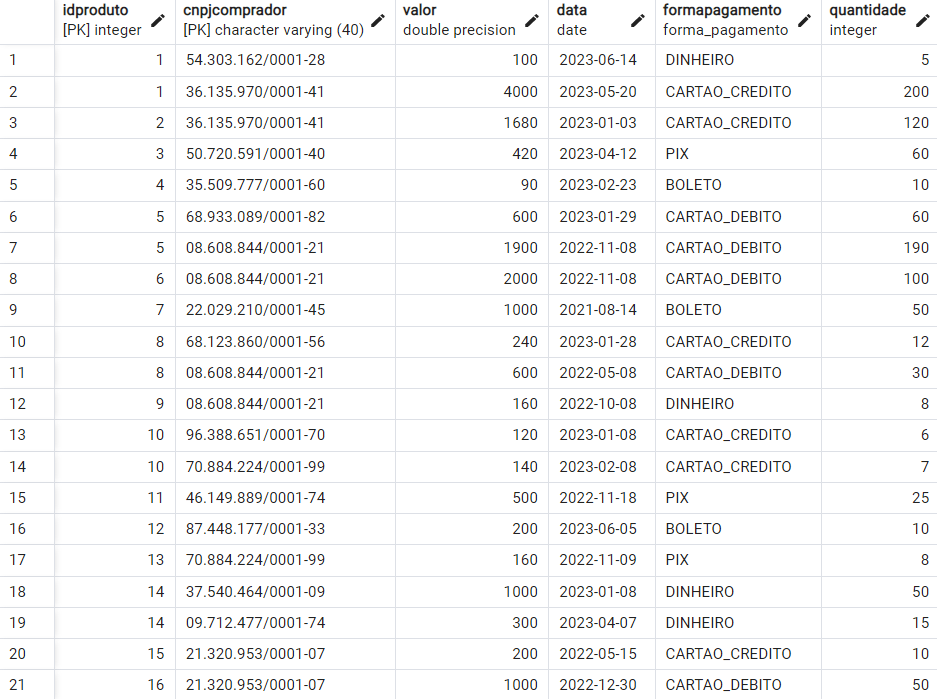 idproduto cnpjcomprador valor data formapagamento quantidade
[PK] integer [PK] character varying (40) double precision date forma_pagamento integer
1 1 54.303.162/0001-28 100 2023-06-14 DINHEIRO 5
2 1 36.135.970/0001-41 4000 2023-05-20 CARTAO_CREDITO 200
3 2 36.135.970/0001-41 1680 2023-01-03 CARTAO_CREDITO 120
4 3 50.720.591/0001-40 420 2023-04-12 PIX 60
5 4 35.509.777/0001-60 90 2023-02-23 BOLETO 10
6 5 68.933.089/0001-82 600 2023-01-29 CARTAO_DEBITO 60
7 5 08.608.844/0001-21 1900 2022-11-08 CARTAO_DEBITO 190
8 6 08.608.844/0001-21 2000 2022-11-08 CARTAO_DEBITO 100
9 7 22.029.210/0001-45 1000 2021-08-14 BOLETO 50
10 8 68.123.860/0001-56 240 2023-01-28 CARTAO_CREDITO 12
11 8 08.608.844/0001-21 600 2022-05-08 CARTAO_DEBITO 30
12 9 08.608.844/0001-21 160 2022-10-08 DINHEIRO 8
13 10 96.388.651/0001-70 120 2023-01-08 CARTAO_CREDITO 6
14 10 70.884.224/0001-99 140 2023-02-08 CARTAO_CREDITO 7
15 11 46.149.889/0001-74 500 2022-11-18 PIX 25
16 12 87.448.177/0001-33 200 2023-06-05 BOLETO 10
17 13 70.884.224/0001-99 160 2022-11-09 PIX 8
18 14 37.540.464/0001-09 1000 2023-01-08 DINHEIRO 50
19 14 09.712.477/0001-74 300 2023-04-07 DINHEIRO 15
20 15 21.320.953/0001-07 200 2022-05-15 CARTAO_CREDITO 10
21 16 21.320.953/0001-07 1000 2022-12-30 CARTAO_DEBITO 50